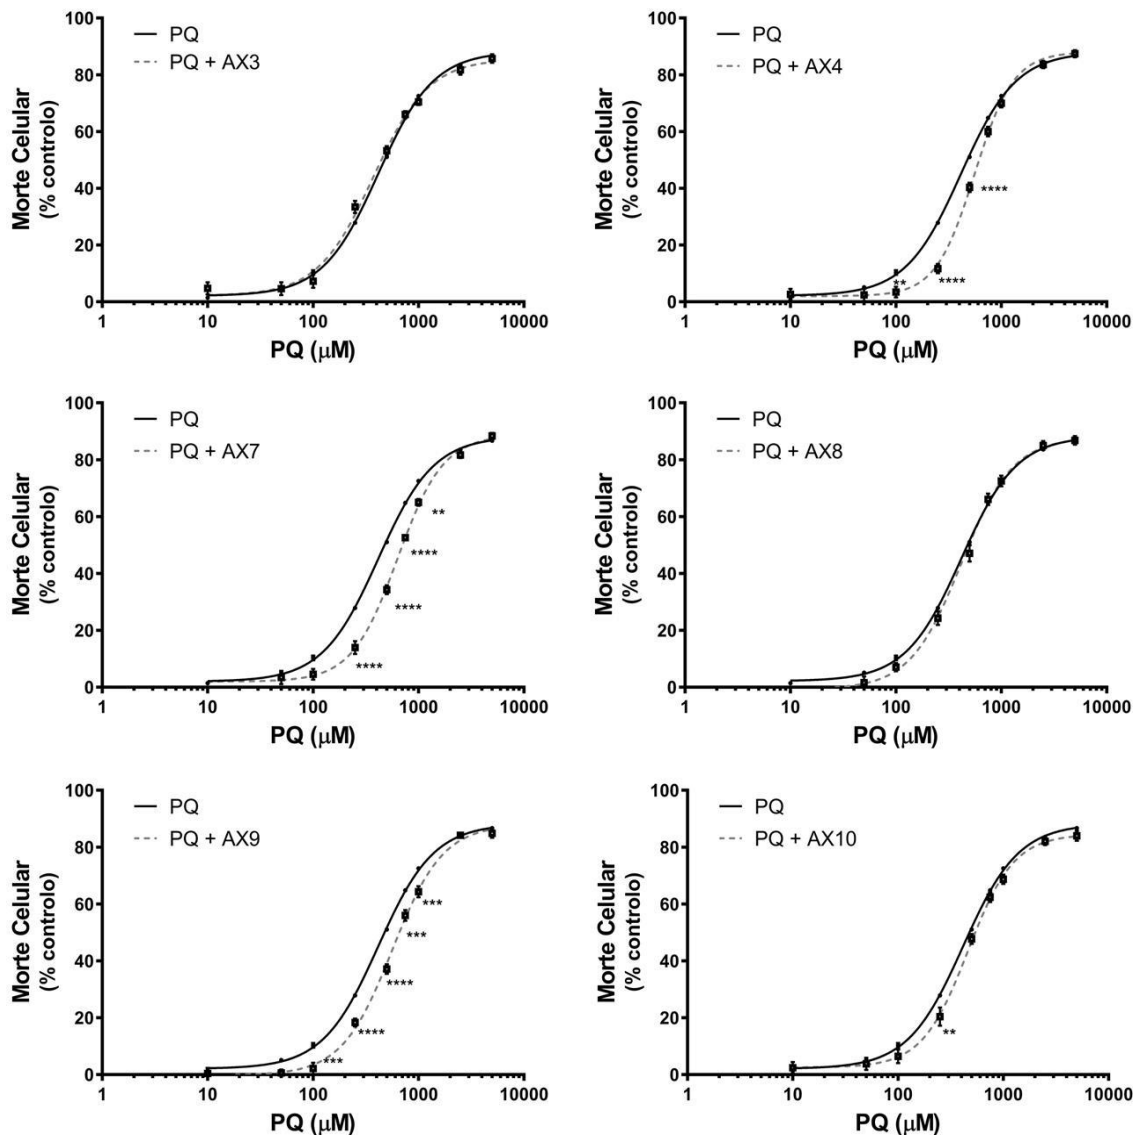 PQ
PQ + AX3
Morte Celular
(% controlo)
100
80
60
40
20
0
1
10
100
1000
10000
PQ (μM)
PQ
PQ + AX4
Morte Celular
(% controlo)
100
80
60
40
20
0
**
****
****
1
10
100
1000
10000
PQ (μM)
PQ
PQ + AX7
Morte Celular
(% controlo)
100
80
60
40
20
0
**
****
****
****
1
10
100
1000
10000
PQ (μM)
PQ
PQ + AX8
Morte Celular
(% controlo)
100
80
60
40
20
0
1
10
100
1000
10000
PQ (μM)
PQ
PQ + AX9
Morte Celular
(% controlo)
100
80
60
40
20
0
***
***
****
****
***
1
10
100
1000
10000
PQ (μM)
PQ
PQ + AX10
Morte Celular
(% controlo)
100
80
60
40
20
0
**
1
10
100
1000
10000
PQ (μM)